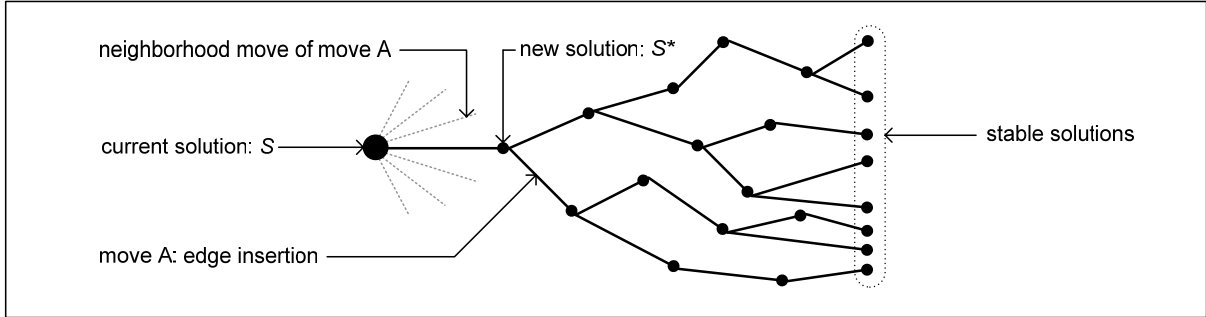 neighborhood move of move A
new solution: S*
current solution: S
stable solutions
move A: edge insertion